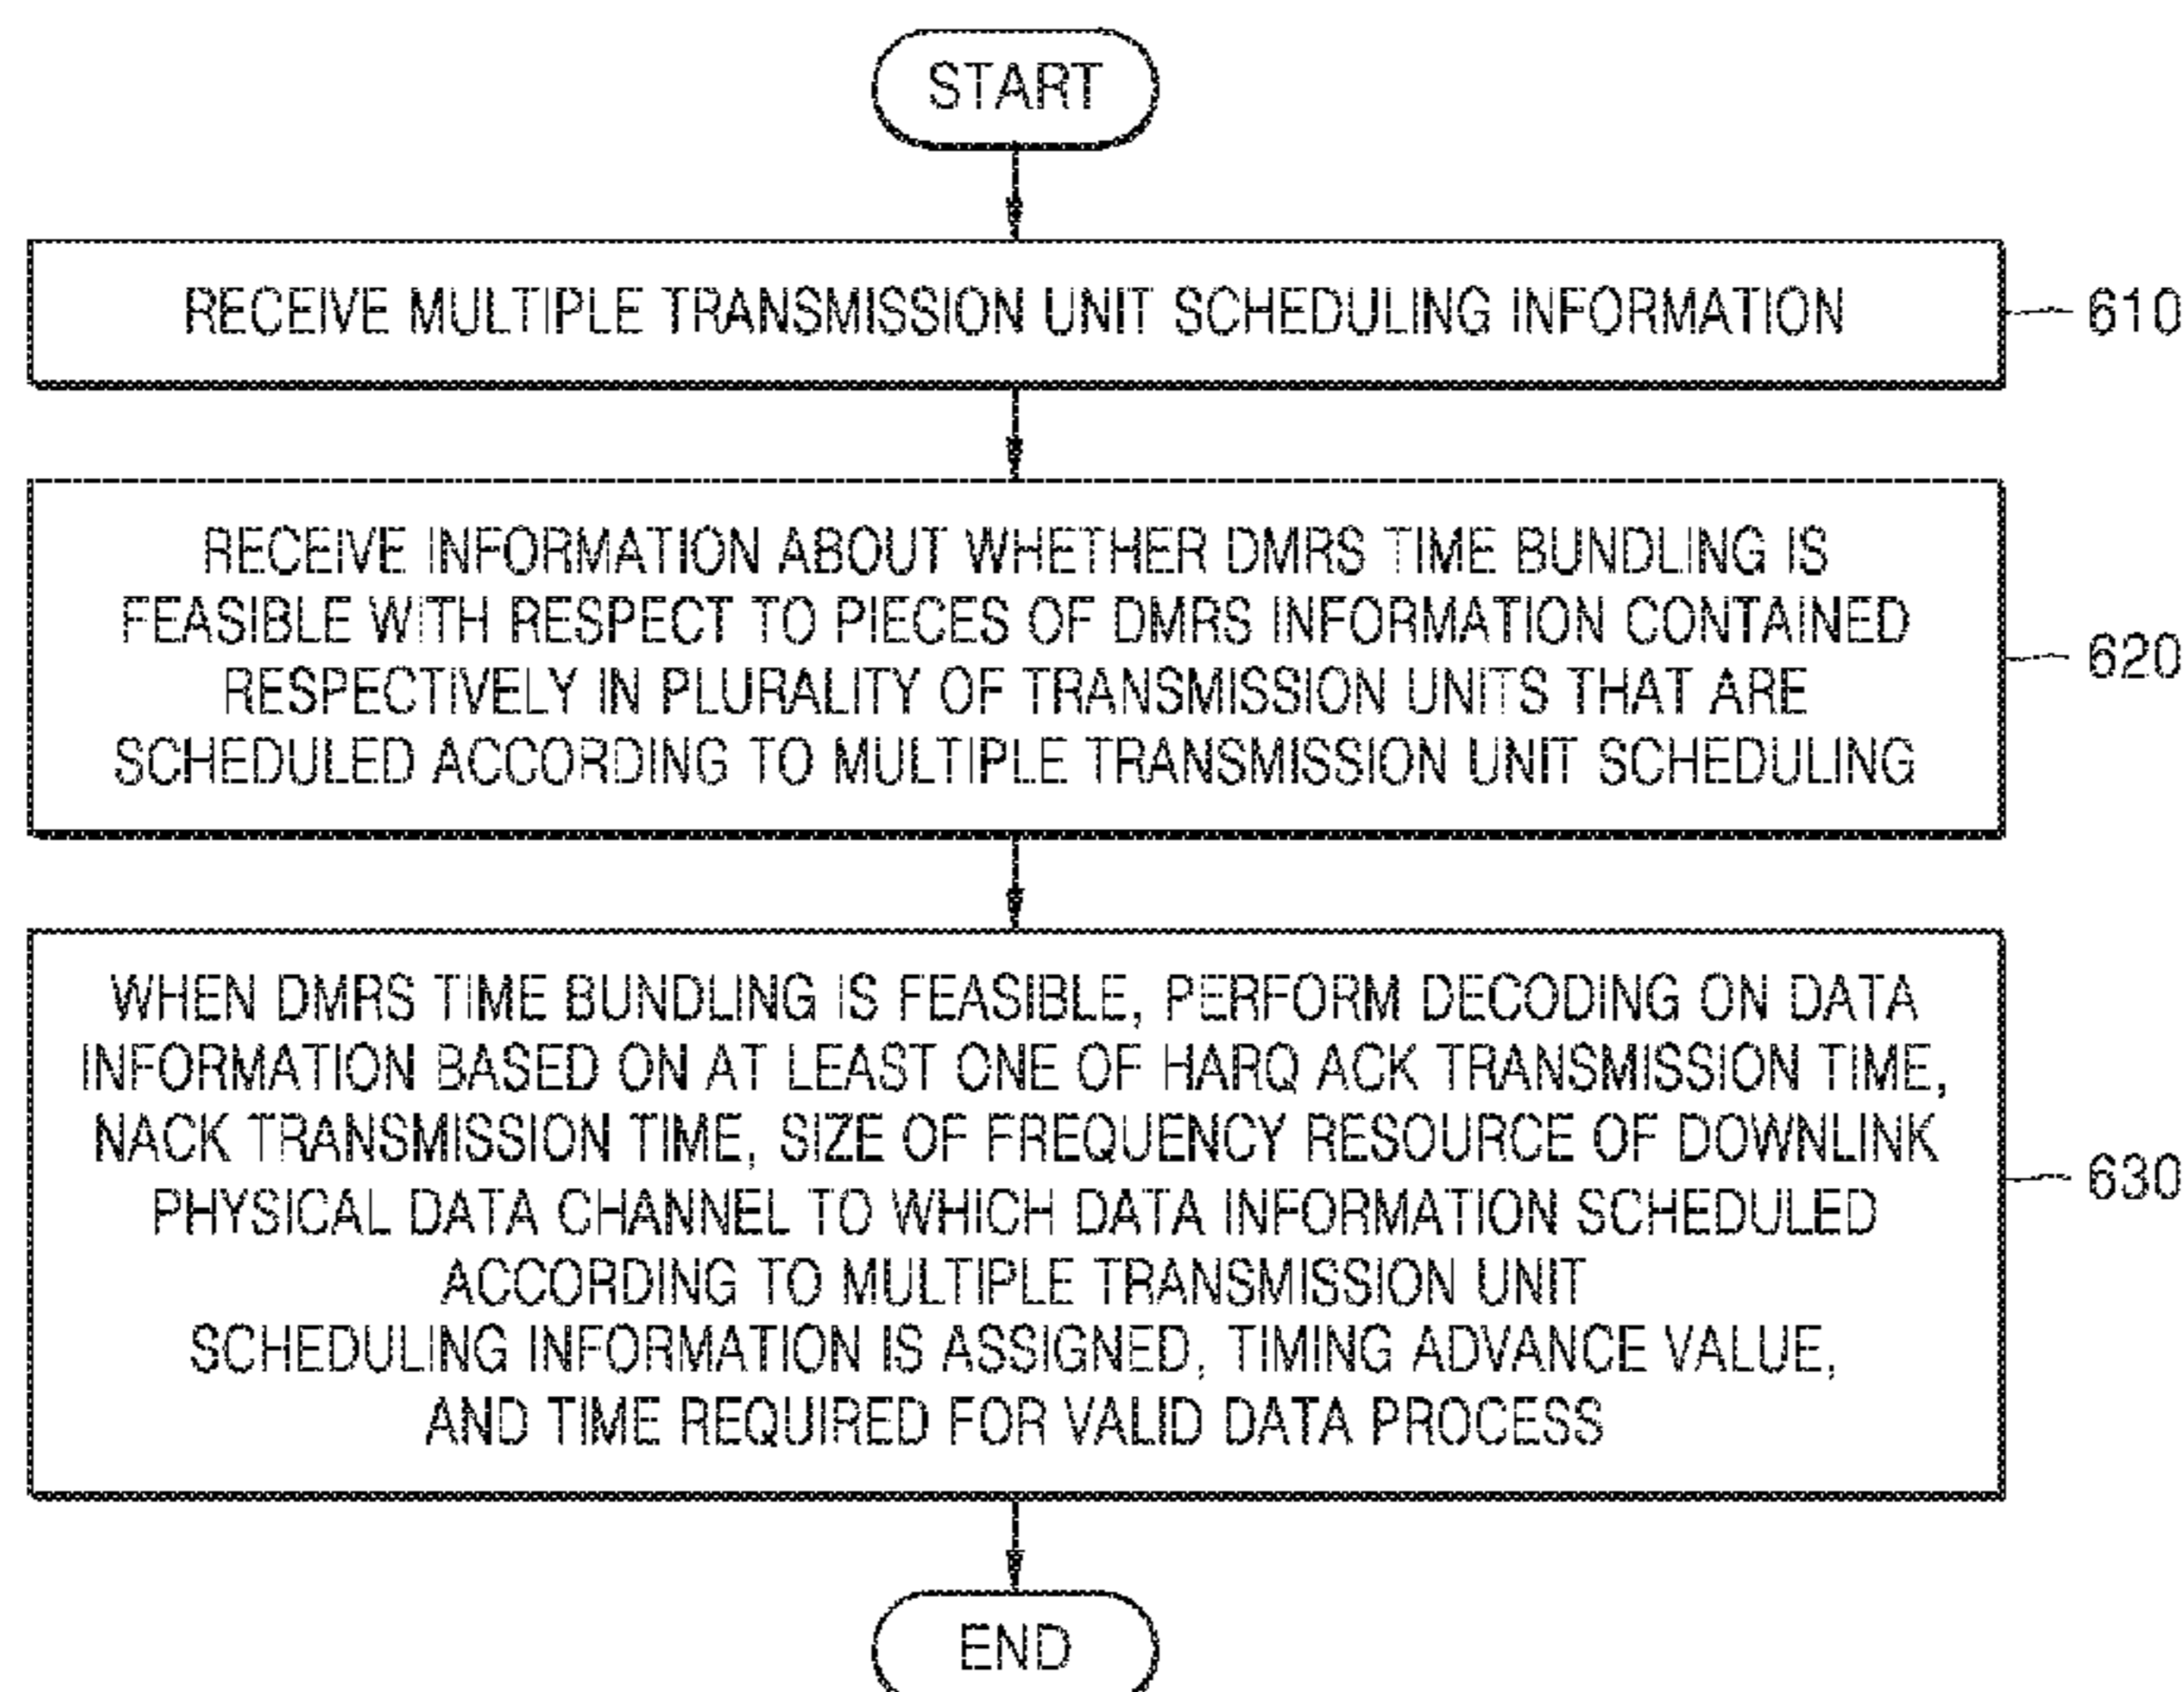 START
RECEIVE MULTIPLE TRANSMISSION UNIT SCHEDULING INFORMATION
610
RECEIVE INFORMATION ABOUT WHETHER DMRS TIME BUNDLING IS
FEASIBLE WITH RESPECT TO PIECES OF DMRS INFORMATION CONTAINED
RESPECTIVELY IN PLURALITY OF TRANSMISSION UNITS THAT ARE
SCHEDULED ACCORDING TO MULTIPLE TRANSMISSION UNIT SCHEDULING
620
WHEN DMRS TIME BUNDLING IS FEASIBLE, PERFORM DECODING ON DATA
INFORMATION BASED ON AT LEAST ONE OF HARQ ACK TRANSMISSION TIME,
NACK TRANSMISSION TIME, SIZE OF FREQUENCY RESOURCE OF DOWNLINK
PHYSICAL DATA CHANNEL TO WHICH DATA INFORMATION SCHEDULED
ACCORDING TO MULTIPLE TRANSMISSION UNIT
SCHEDULING INFORMATION IS ASSIGNED, TIMING ADVANCE VALUE,
AND TIME REQUIRED FOR VALID DATA PROCESS
630
END